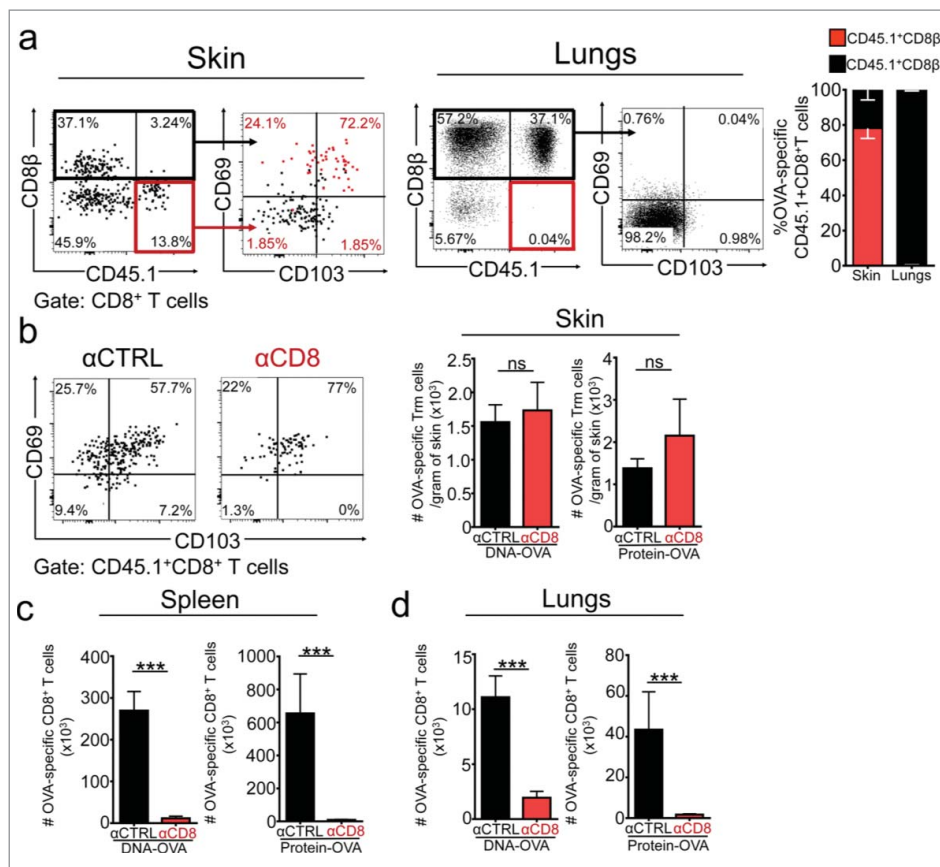 a
Skin
Lungs
CD45.1⁺CD8β
CD45.1⁺CD8β
CD8β
37.1% 3.24%
45.9% 13.8%
CD45.1
CD69
24.1% 72.2%
1.85% 1.85%
CD103
Gate: CD8⁺ T cells
CD8β
57.2% 37.1%
5.67% 0.04%
CD45.1
CD69
0.76% 0.04%
98.2% 0.98%
CD103
%OVA-specific
CD45.1+CD8⁺T cells
100
80
60
40
20
0
Skin Lungs
b
αCTRL
αCD8
CD69
25.7% 57.7%
9.4% 7.2%
22% 77%
1.3% 0%
CD103
Gate: CD45.1⁺CD8⁺ T cells
Skin
# OVA-specific Trm cells
/gram of skin (x10³)
2.5
2.0
1.5
1.0
0.5
0
ns
αCTRL αCD8
DNA-OVA
# OVA-specific Trm cells
/gram of skin (x10³)
4
3
2
1
0
ns
αCTRL αCD8
Protein-OVA
c
Spleen
# OVA-specific CD8⁺ T cells
(x10³)
400
300
200
100
0
***
αCTRL αCD8
DNA-OVA
# OVA-specific CD8⁺ T cells
(x10³)
1000
800
600
400
200
0
***
αCTRL αCD8
Protein-OVA
d
Lungs
# OVA-specific CD8⁺ T cells
(x10³)
15
10
5
0
***
αCTRL αCD8
DNA-OVA
# OVA-specific CD8⁺ T cells
(x10³)
80
60
40
20
0
***
αCTRL αCD8
Protein-OVA